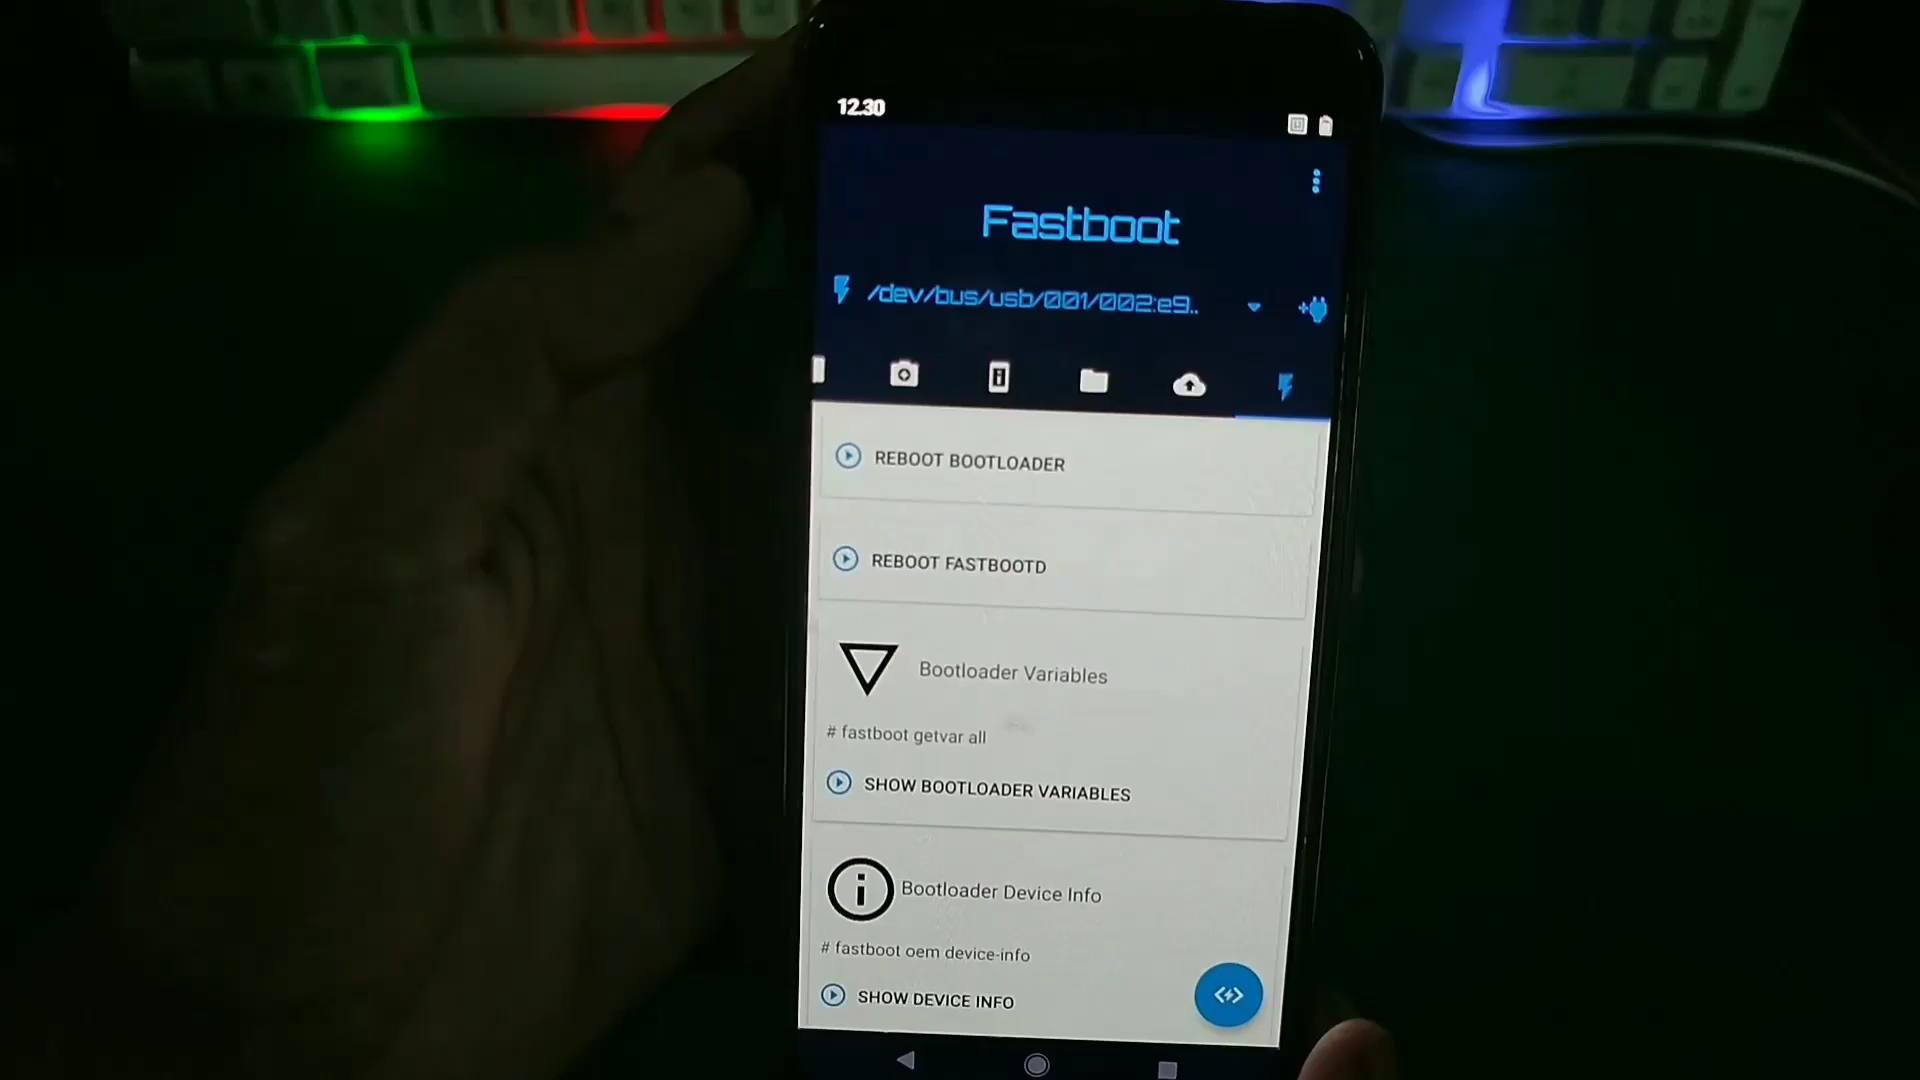 12.30
Fastboot
/dev/bus/usb/001/002:e9..
REBOOT BOOTLOADER
REBOOT FASTBOOTD
Bootloader Variables
# fastboot getvar all
SHOW BOOTLOADER VARIABLES
Bootloader Device Info
# fastboot oem device-info
SHOW DEVICE INFO